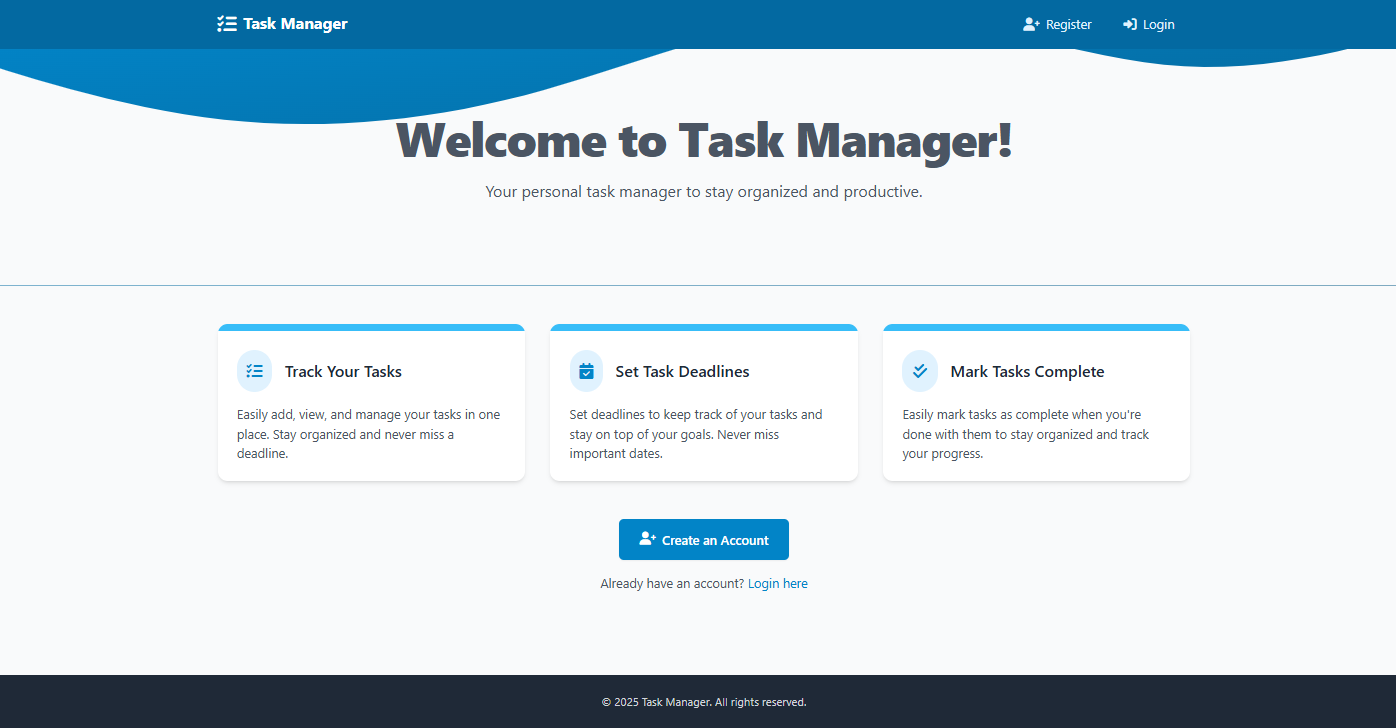 Task Manager
Register
Login
Welcome to Task Manager!
Your personal task manager to stay organized and productive.
Track Your Tasks
Easily add, view, and manage your tasks in one
place. Stay organized and never miss a
deadline.
Set Task Deadlines
Set deadlines to keep track of your tasks and
stay on top of your goals. Never miss
important dates.
Mark Tasks Complete
Easily mark tasks as complete when you're
done with them to stay organized and track
your progress.
Create an Account
Already have an account? Login here
© 2025 Task Manager. All rights reserved.